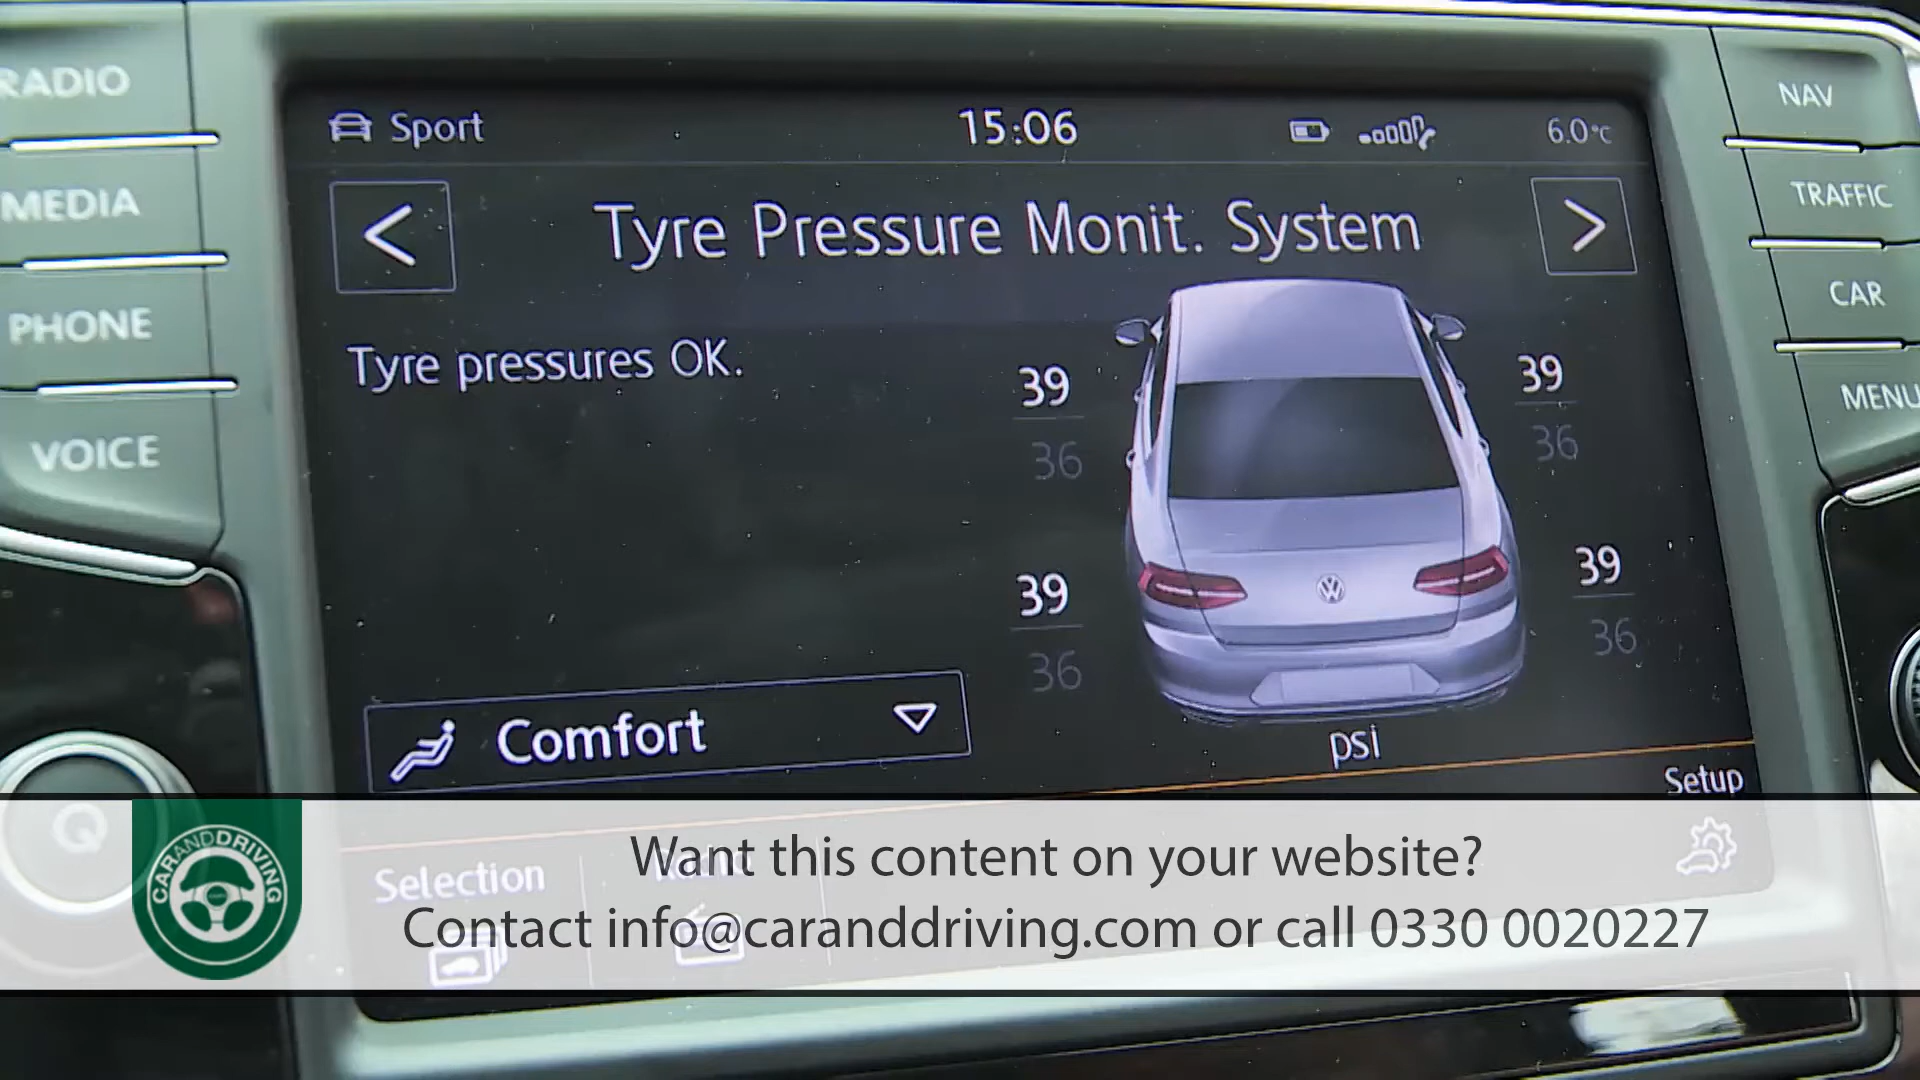 RADIO
MEDIA
PHONE
VOICE
Sport
15:06
6.0°C
Tyre Pressure Monit. System
Tyre pressures OK.
39
36
39
36
39
36
39
36
psi
Comfort
Setup
Selection
Radio
NAV
TRAFFIC
CAR
MENU
CARANDDRIVING
Want this content on your website?
Contact info@caranddriving.com or call 0330 0020227